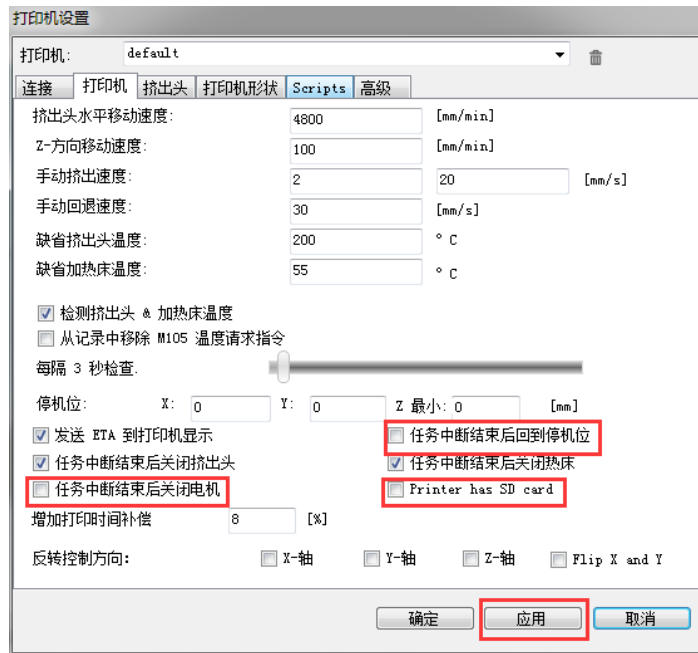 打印机设置
打印机: default
连接 打印机 挤出头 打印机形状 Scripts 高级
挤出头水平移动速度: 4800 [mm/min]
Z-方向移动速度: 100 [mm/min]
手动挤出速度: 2 20 [mm/s]
手动回退速度: 30 [mm/s]
缺省挤出头温度: 200 ° C
缺省加热床温度: 55 ° C
检测挤出头 & 加热床温度
从记录中移除 M105 温度请求指令
每隔 3 秒检查.
停机位: X: 0 Y: 0 Z 最小: 0 [mm]
发送 ETA 到打印机显示 任务中断结束后回到停机位
任务中断结束后关闭挤出头 任务中断结束后关闭热床
任务中断结束后关闭电机 Printer has SD card
增加打印时间补偿 8 [%]
反转控制方向: X-轴 Y-轴 Z-轴 Flip X and Y
确定 应用 取消